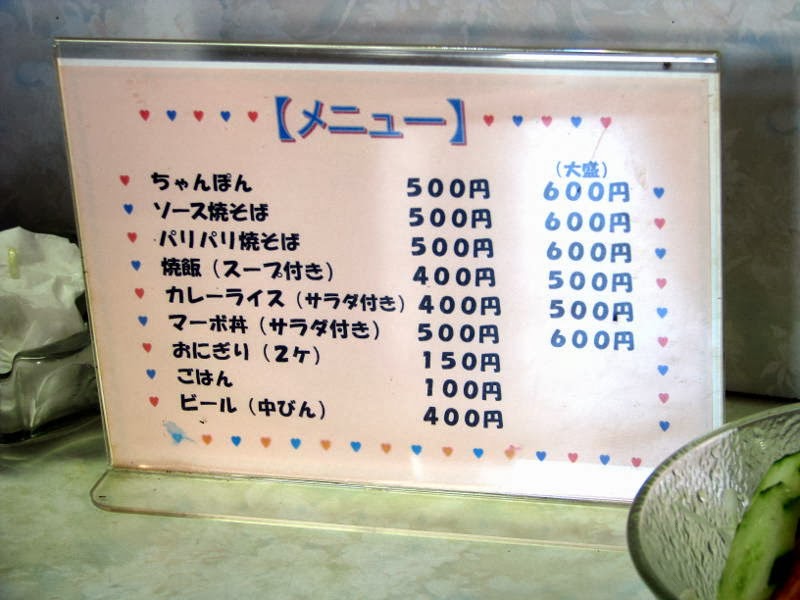 【メニュー】
（大盛）
ちゃんぽん ５００円 ６００円
ソース焼そば ５００円 ６００円
パリパリ焼そば ５００円 ６００円
焼飯（スープ付き） ４００円 ５００円
カレーライス（サラダ付き） ４００円 ５００円
マーボ丼（サラダ付き） ５００円 ６００円
おにぎり（２ケ） １５０円
ごはん １００円
ビール（中びん） ４００円